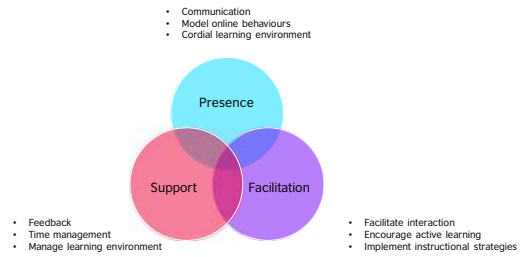 • Communication
• Model online behaviours
• Cordial learning environment
Presence
Support
Facilitation
• Feedback
• Time management
• Manage learning environment
• Facilitate interaction
• Encourage active learning
• Implement instructional strategies